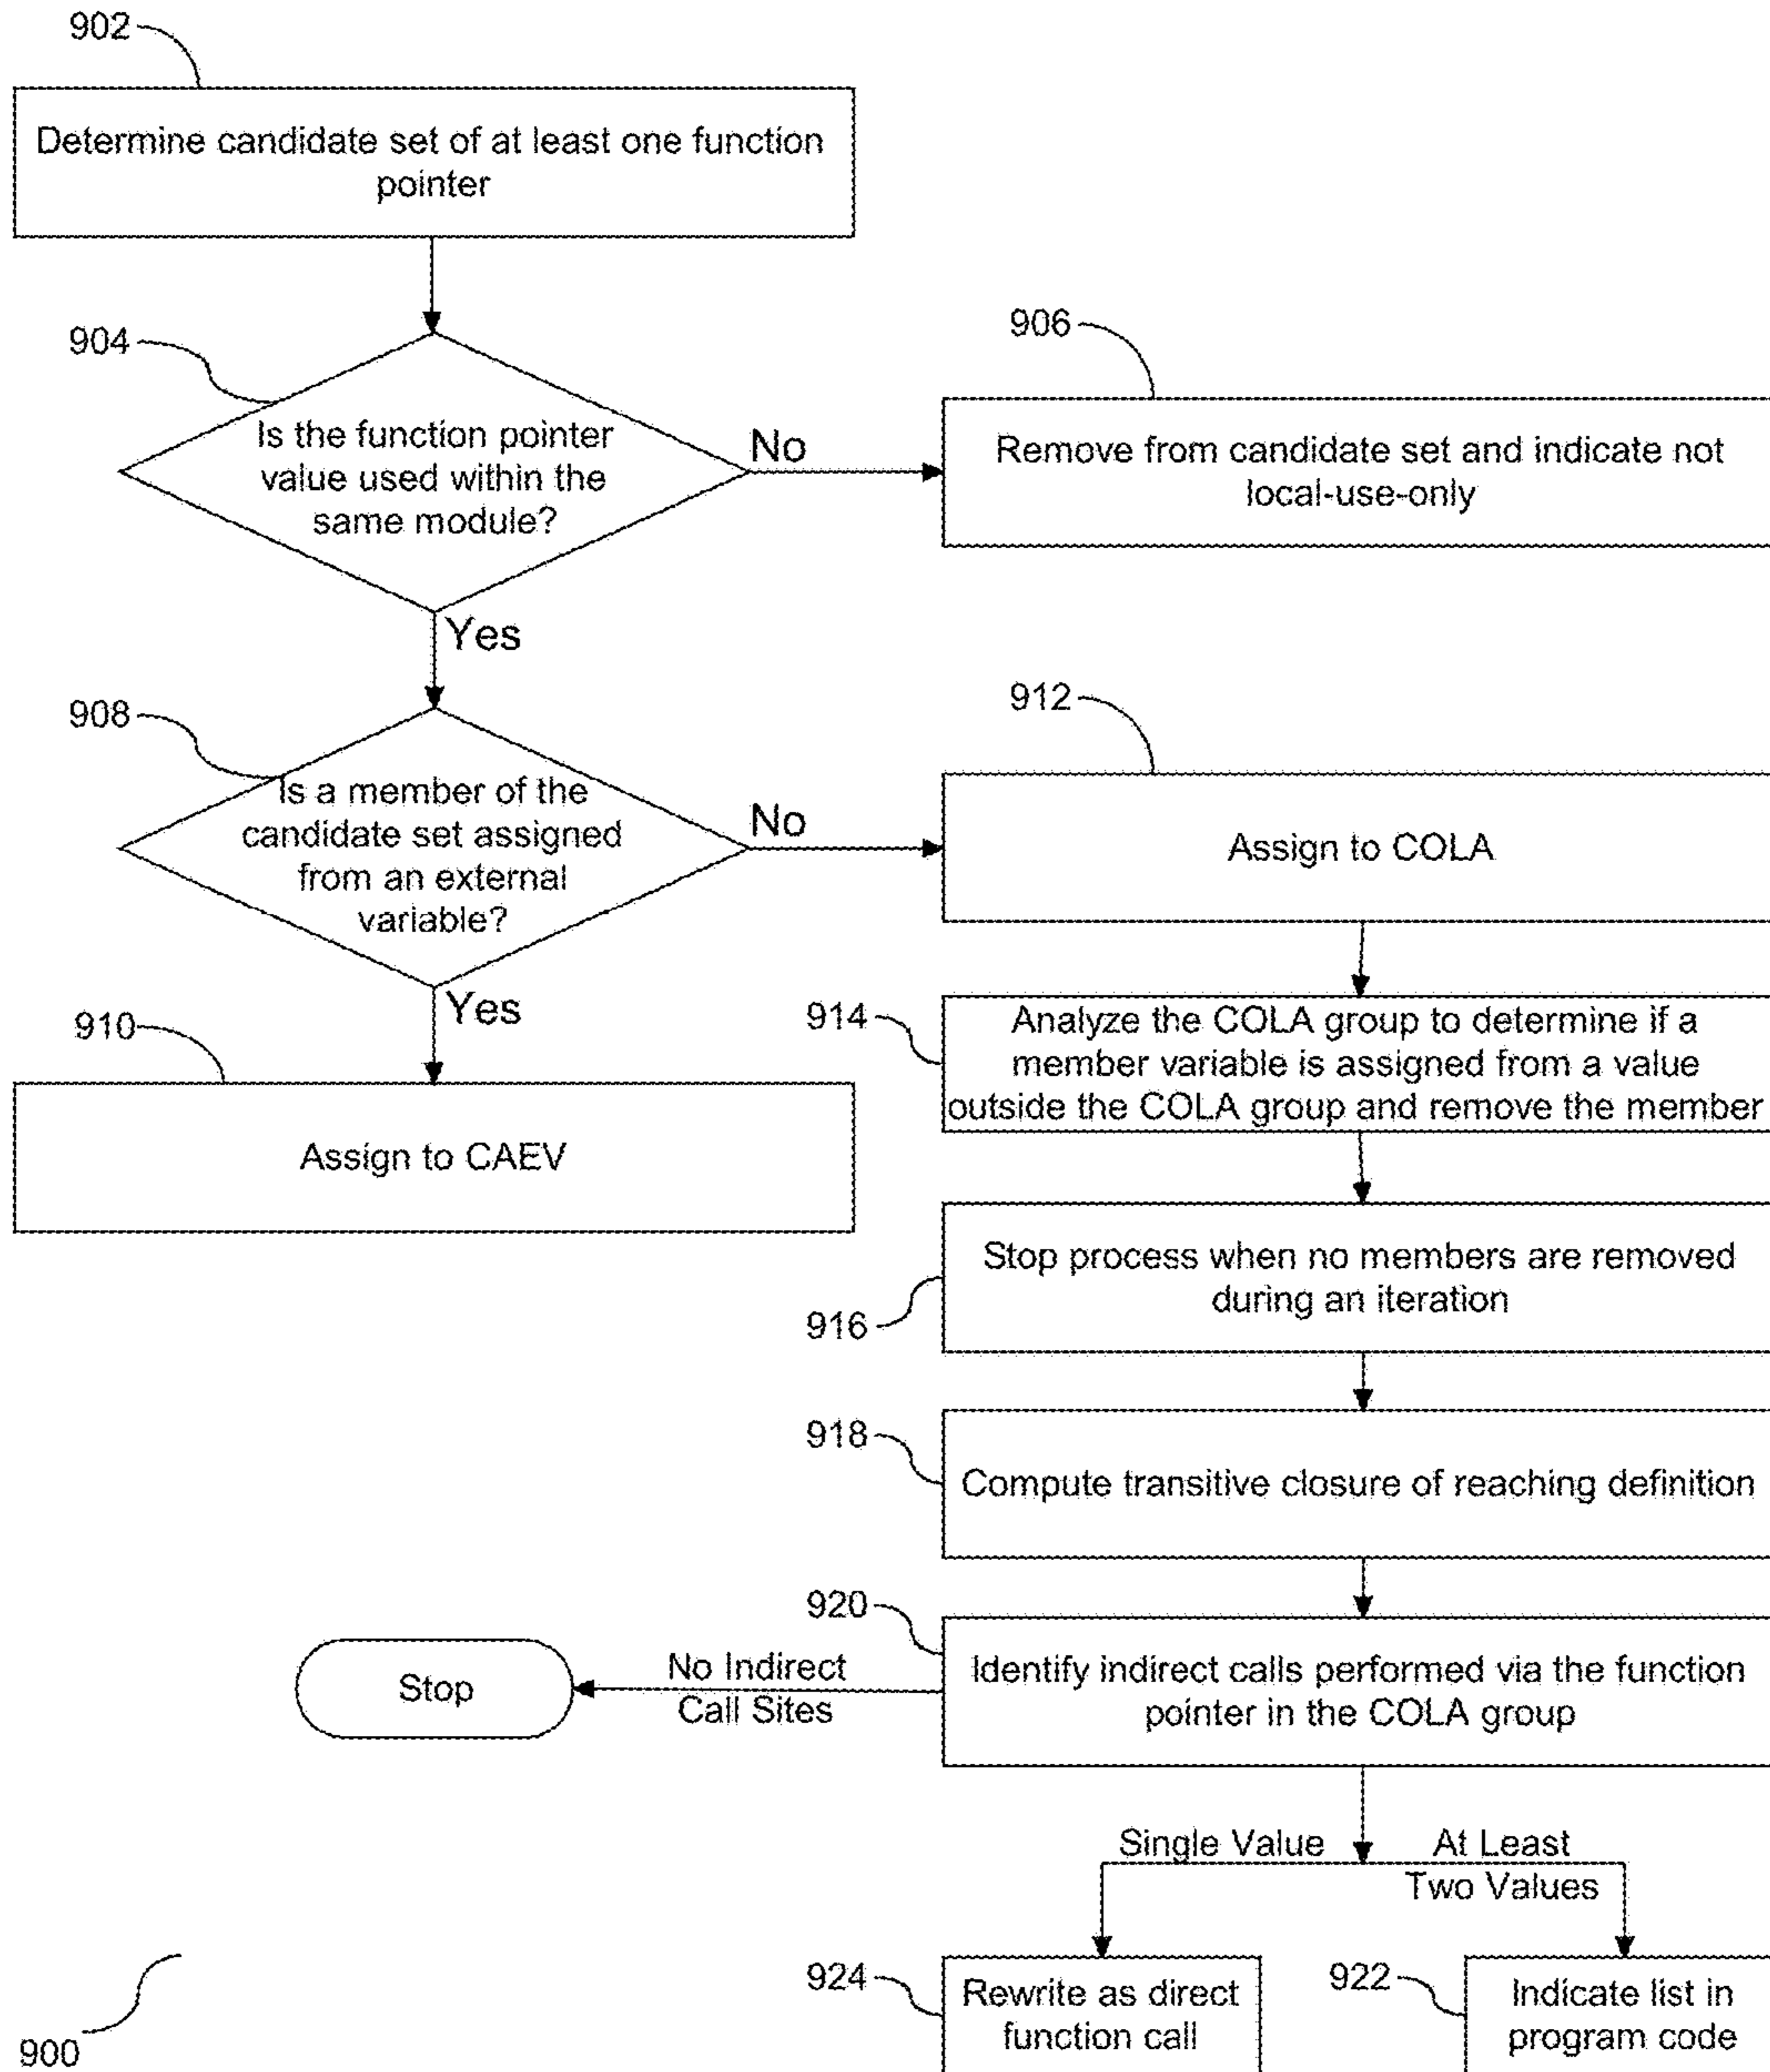 902
Determine candidate set of at least one function
pointer
904
Is the function pointer
value used within the
same module?
No
906
Remove from candidate set and indicate not
local-use-only
Yes
908
Is a member of the
candidate set assigned
from an external
variable?
No
912
Assign to COLA
Yes
910
Assign to CAEV
914
Analyze the COLA group to determine if a
member variable is assigned from a value
outside the COLA group and remove the member
916
Stop process when no members are removed
during an iteration
918
Compute transitive closure of reaching definition
920
Identify indirect calls performed via the function
pointer in the COLA group
No Indirect
Call Sites
Stop
Single Value
At Least
Two Values
924
Rewrite as direct
function call
922
Indicate list in
program code
900